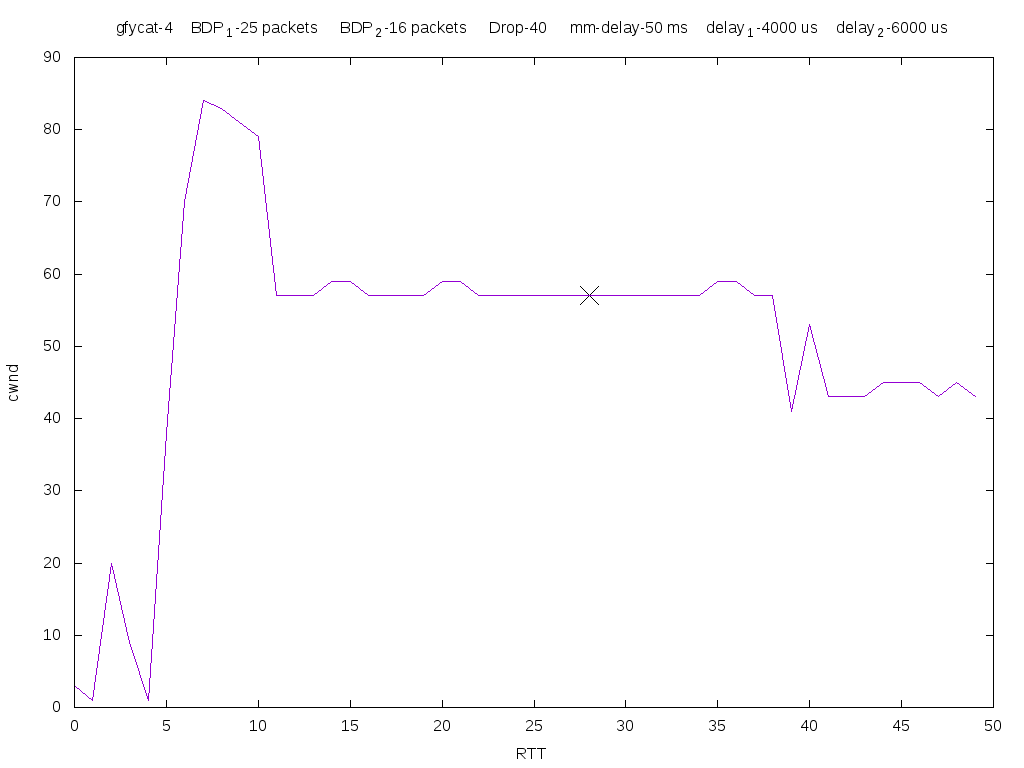 gfycat-4 BDP1-25 packets BDP2-16 packets Drop-40 mm-delay-50 ms delay1-4000 us delay2-6000 us
90
80
70
60
50
40
30
20
10
0
cwnd
0 5 10 15 20 25 30 35 40 45 50
RTT